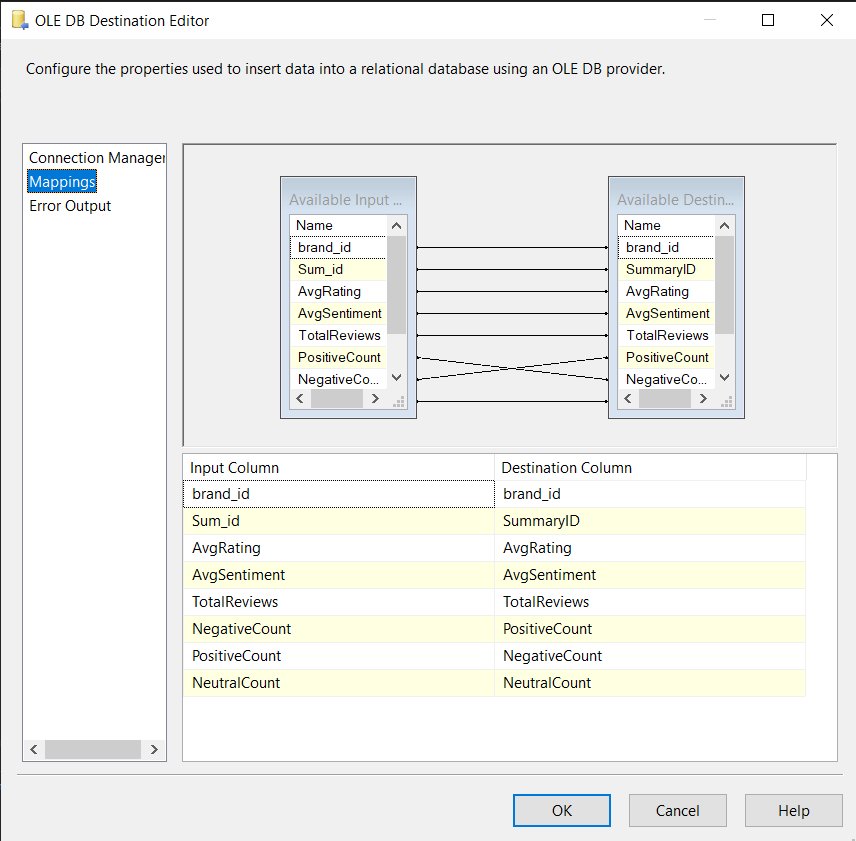 OLE DB Destination Editor
Configure the properties used to insert data into a relational database using an OLE DB provider.
Connection Manager
Mappings
Error Output
Available Input ...
Name
brand_id
Sum_id
AvgRating
AvgSentiment
TotalReviews
PositiveCount
NegativeCo...
Available Destin...
Name
brand_id
SummaryID
AvgRating
AvgSentiment
TotalReviews
PositiveCount
NegativeCo...
Input Column Destination Column
brand_id brand_id
Sum_id SummaryID
AvgRating AvgRating
AvgSentiment AvgSentiment
TotalReviews TotalReviews
NegativeCount PositiveCount
PositiveCount NegativeCount
NeutralCount NeutralCount
OK Cancel Help